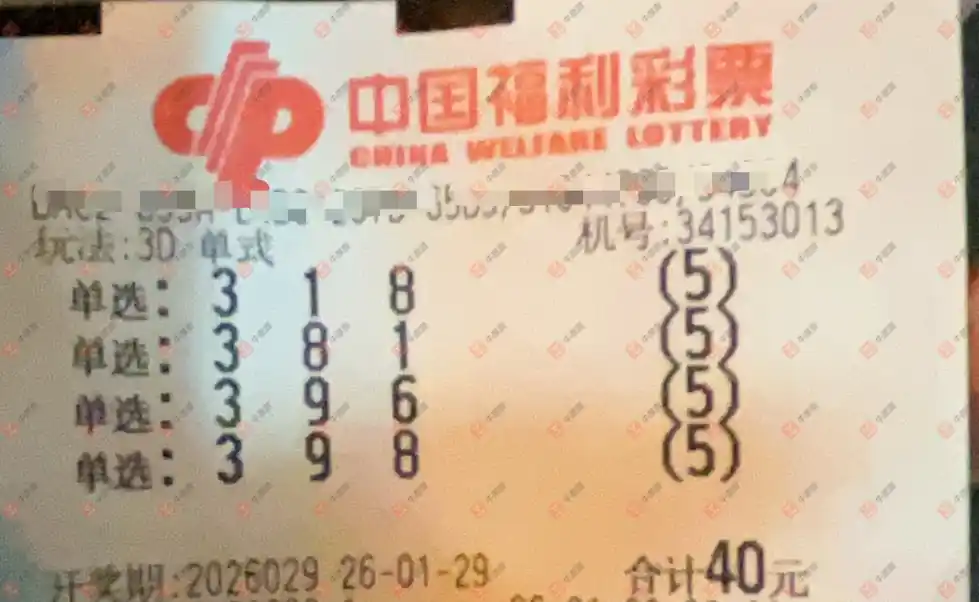 中国福利彩票
CHINA WELFARE LOTTERY
玩法:3D 单式 机号:34153013
单选: 3 1 8 (5)
单选: 3 8 1 (5)
单选: 3 9 6 (5)
单选: 3 9 8 (5)
开奖期:2026029 26-01-29 合计40元